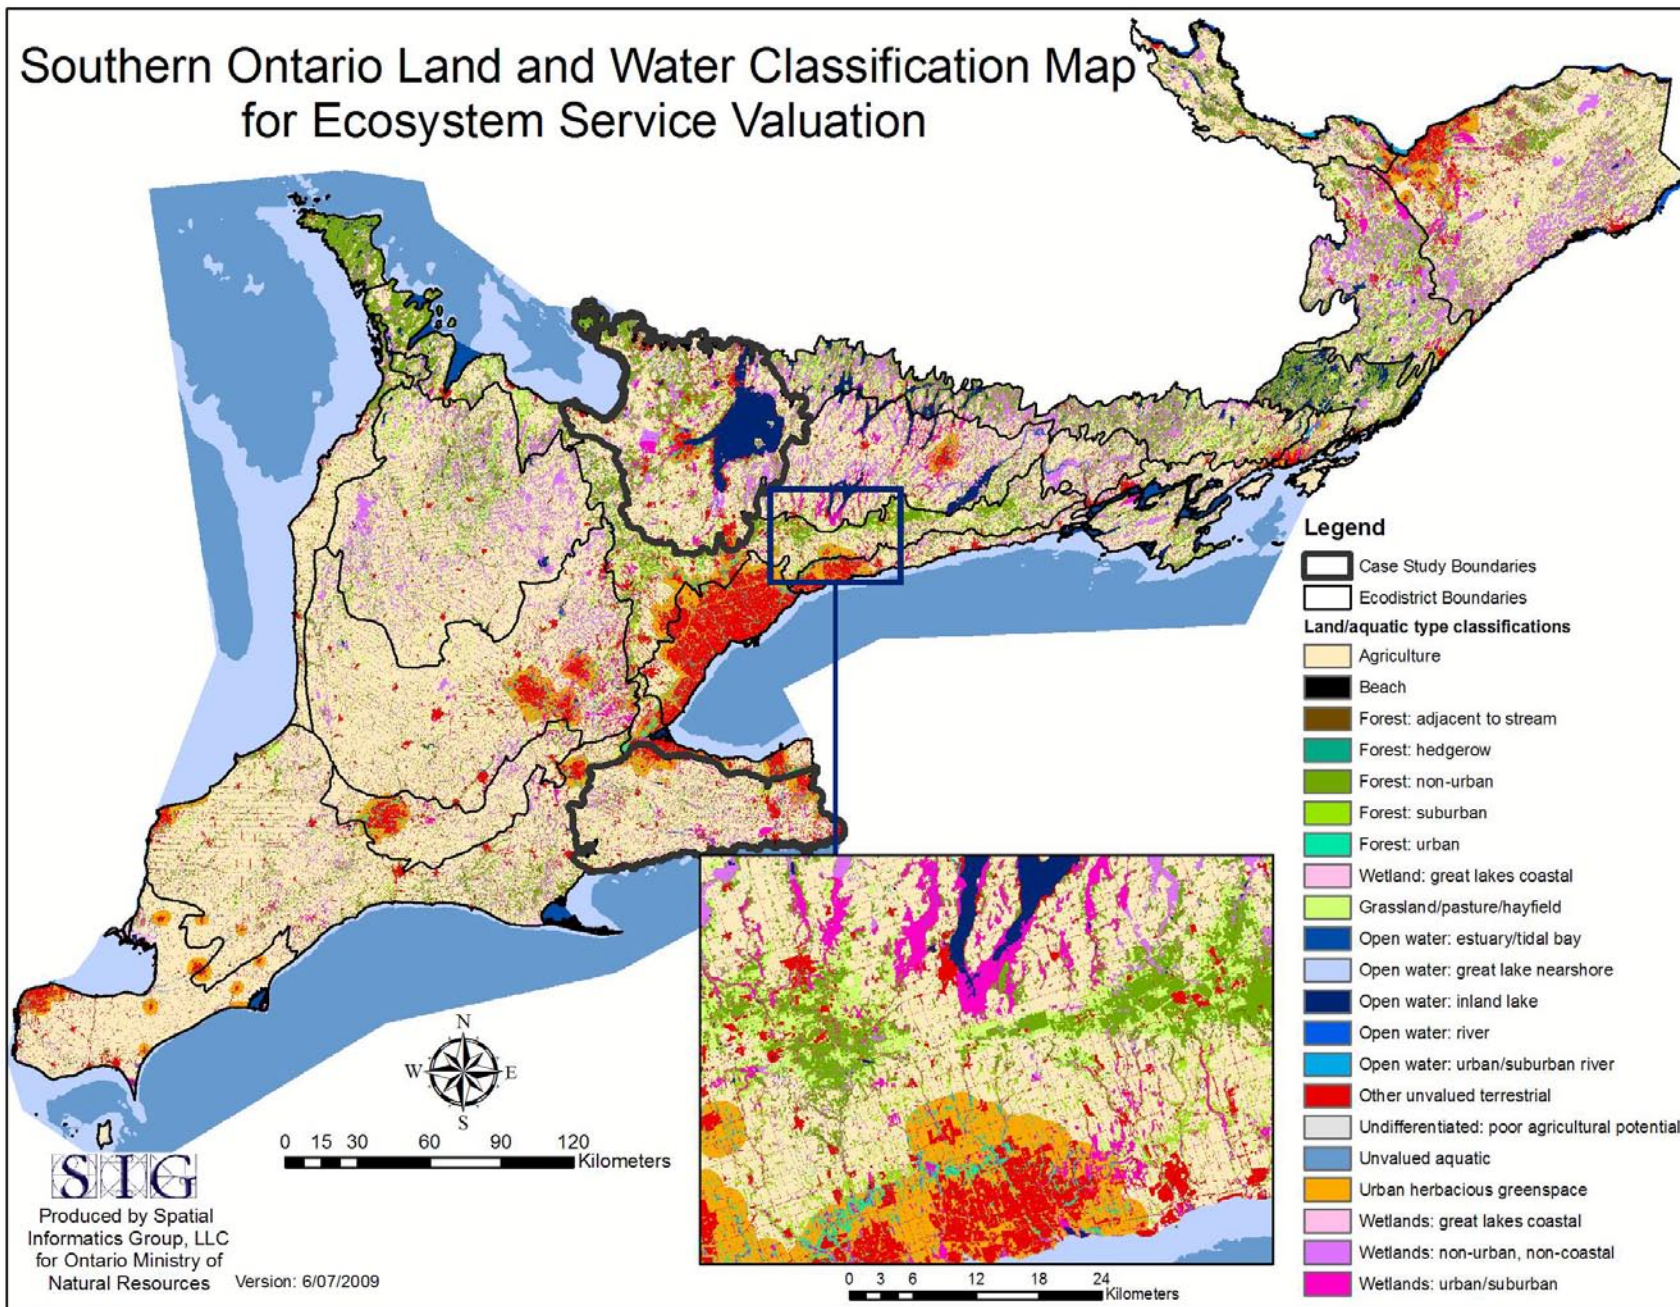 Southern Ontario Land and Water Classification Map
for Ecosystem Service Valuation
Legend
Case Study Boundaries
Ecodistrict Boundaries
Land/aquatic type classifications
Agriculture
Beach
Forest: adjacent to stream
Forest: hedgerow
Forest: non-urban
Forest: suburban
Forest: urban
Wetland: great lakes coastal
Grassland/pasture/hayfield
Open water: estuary/tidal bay
Open water: great lake nearshore
Open water: inland lake
Open water: river
Open water: urban/suburban river
Other unvalued terrestrial
Undifferentiated: poor agricultural potential
Unvalued aquatic
Urban herbacious greenspace
Wetlands: great lakes coastal
Wetlands: non-urban, non-coastal
Wetlands: urban/suburban
N
W E
S
0 15 30 60 90 120
Kilometers
SIG
Produced by Spatial
Informatics Group, LLC
for Ontario Ministry of
Natural Resources
Version: 6/07/2009
0 3 6 12 18 24
Kilometers